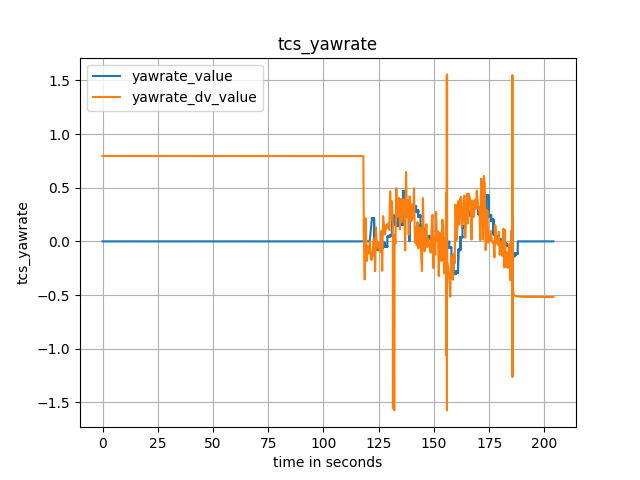 tcs_yawrate
yawrate_value
yawrate_dv_value
1.5
1.0
0.5
0.0
−0.5
−1.0
−1.5
tcs_yawrate
0 25 50 75 100 125 150 175 200
time in seconds